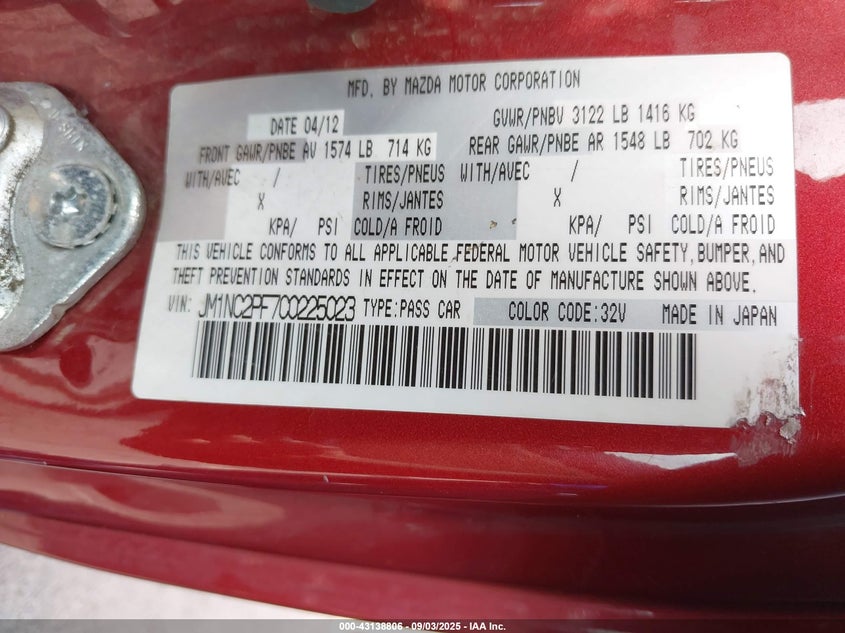 MFD. BY MAZDA MOTOR CORPORATION
DATE 04/12 GVWR/PNBV 3122 LB 1416 KG
FRONT GAWR/PNBE AV 1574 LB 714 KG REAR GAWR/PNBE AR 1548 LB 702 KG
WITH/AVEC / TIRES/PNEUS WITH/AVEC / TIRES/PNEUS
X RIMS/JANTES X RIMS/JANTES
KPA/ PSI COLD/A FROID KPA/ PSI COLD/A FROID
THIS VEHICLE CONFORMS TO ALL APPLICABLE FEDERAL MOTOR VEHICLE SAFETY, BUMPER, AND
THEFT PREVENTION STANDARDS IN EFFECT ON THE DATE OF MANUFACTURE SHOWN ABOVE.
VIN: JM1NC2PF7C0225023 TYPE:PASS CAR COLOR CODE:32V MADE IN JAPAN
000-43138806 - 09/03/2025 - IAA Inc.